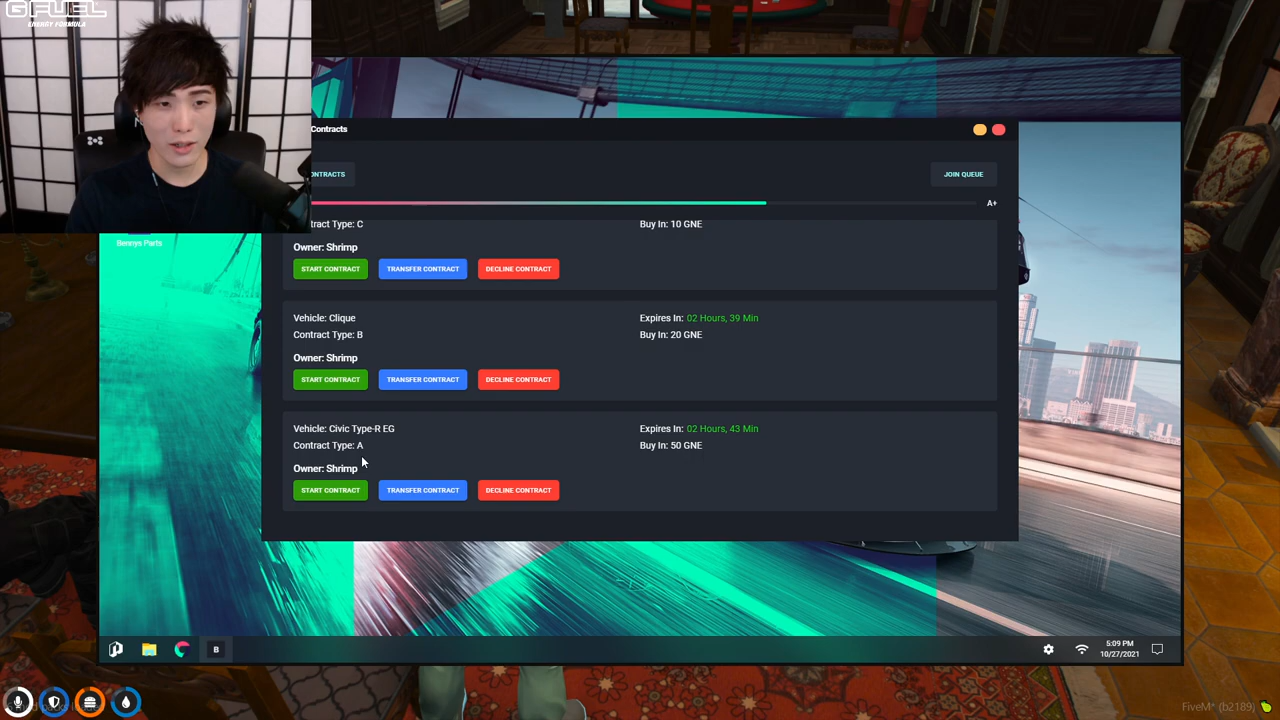 G FUEL
ENERGY FORMULA
Contracts
ONTRACTS
JOIN QUEUE
A+
tract Type: C
Buy In: 10 GNE
Owner: Shrimp
START CONTRACT
TRANSFER CONTRACT
DECLINE CONTRACT
Bennys Parts
Vehicle: Clique
Expires In: 02 Hours, 39 Min
Contract Type: B
Buy In: 20 GNE
Owner: Shrimp
START CONTRACT
TRANSFER CONTRACT
DECLINE CONTRACT
Vehicle: Civic Type-R EG
Expires In: 02 Hours, 43 Min
Contract Type: A
Buy In: 50 GNE
Owner: Shrimp
START CONTRACT
TRANSFER CONTRACT
DECLINE CONTRACT
B
5:09 PM
10/27/2021
FiveM* (b2189)